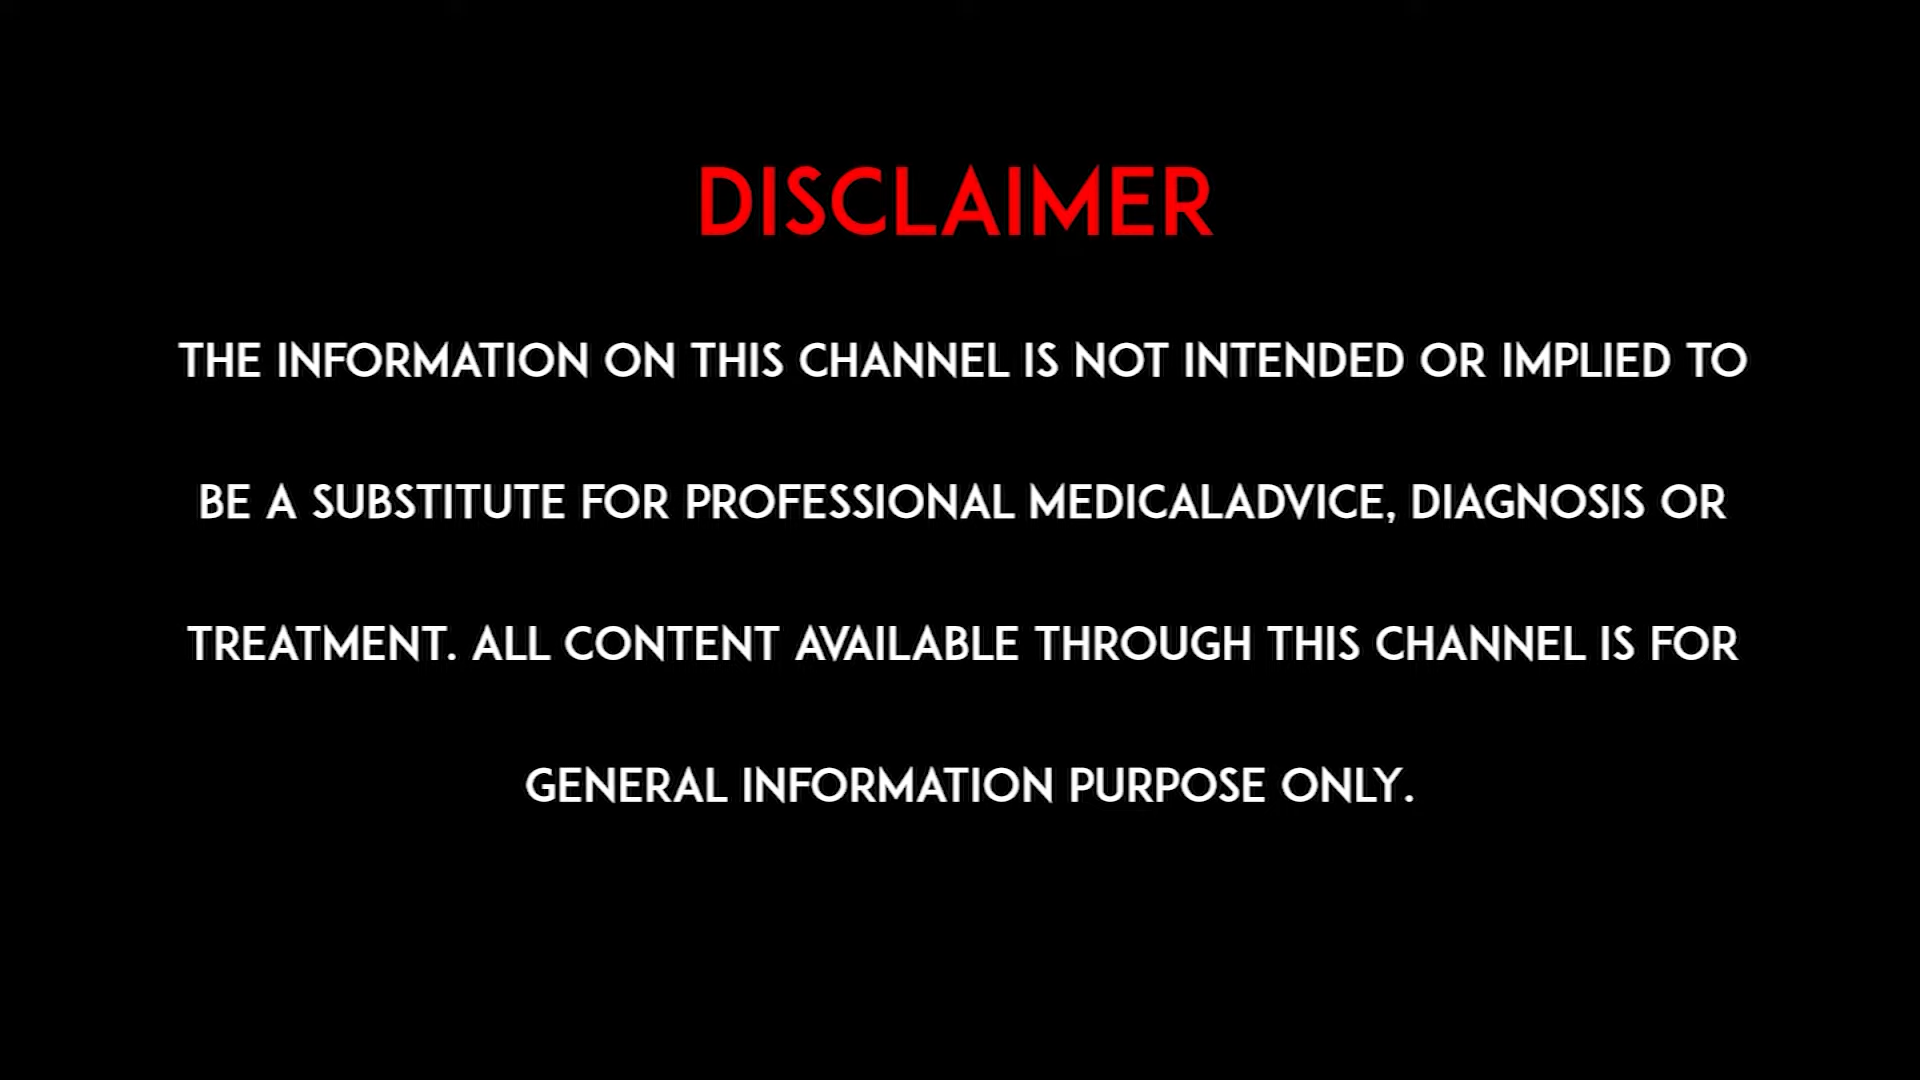 DISCLAIMER
THE INFORMATION ON THIS CHANNEL IS NOT INTENDED OR IMPLIED TO
BE A SUBSTITUTE FOR PROFESSIONAL MEDICALADVICE, DIAGNOSIS OR
TREATMENT. ALL CONTENT AVAILABLE THROUGH THIS CHANNEL IS FOR
GENERAL INFORMATION PURPOSE ONLY.